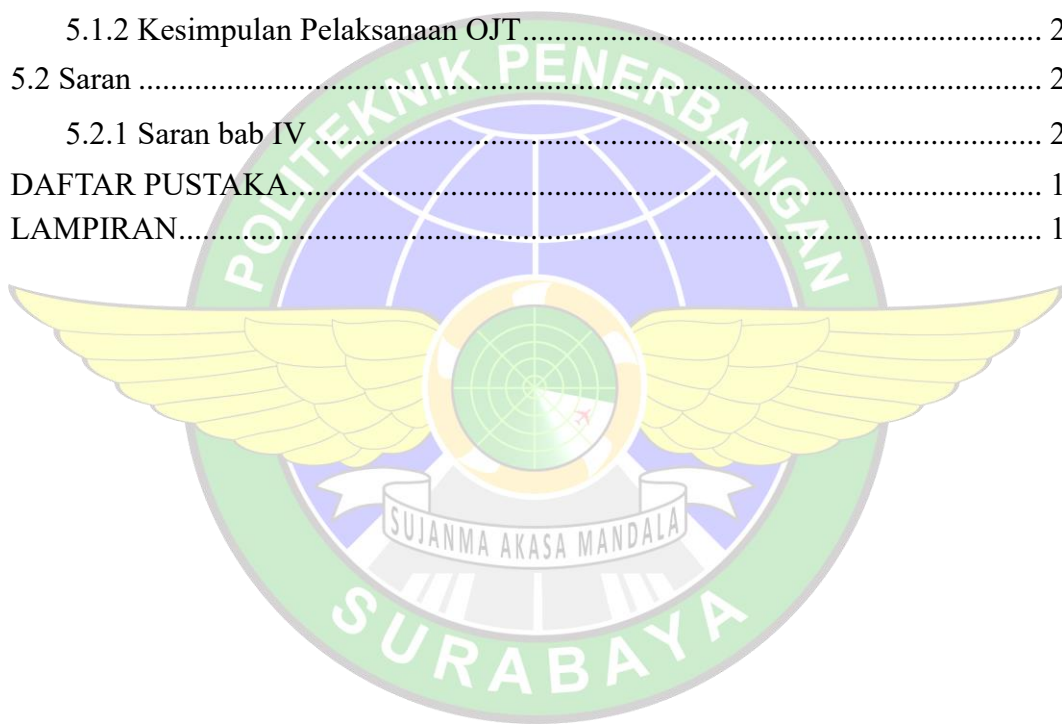 5.1.2 Kesimpulan Pelaksanaan OJT.................................................................. 2
5.2 Saran ................................................................................................................... 2
5.2.1 Saran bab IV ............................................................................................ 2
DAFTAR PUSTAKA................................................................................................ 1
LAMPIRAN.............................................................................................................. 1
POLITEKNIK PENERBANGAN
SUJANMA AKASA MANDALA
SURABAYA